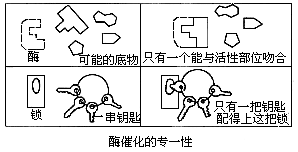 酶
可能的底物
只有一个能与活性部位吻合
锁
一串钥匙
只有一把钥匙
配得上这把锁
酶催化的专一性